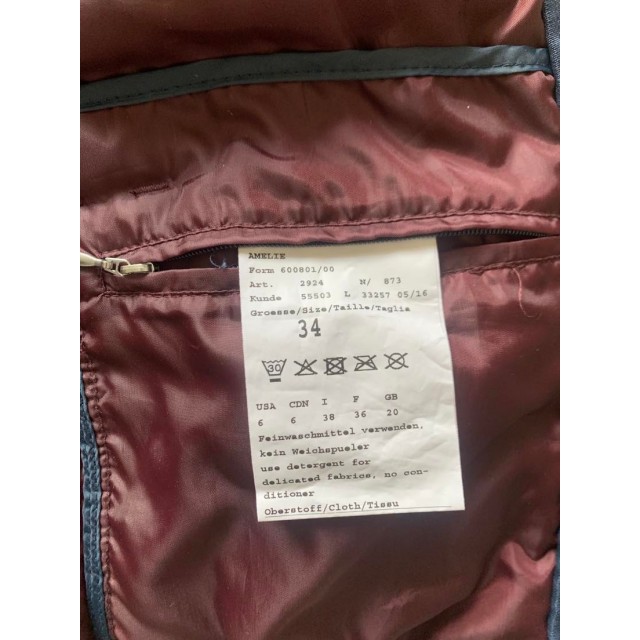 AMELIE
Form 600801/00
Art. 2924 N/ 873
Kunde 55503 L 33257 05/16
Groesse/Size/Taille/Taglia
34
30
USA CDN I F GB
6 6 38 36 20
Feinwaschmittel verwenden,
kein Weichspueler
use detergent for
delicated fabrics, no con-
ditioner
Oberstoff/Cloth/Tissu